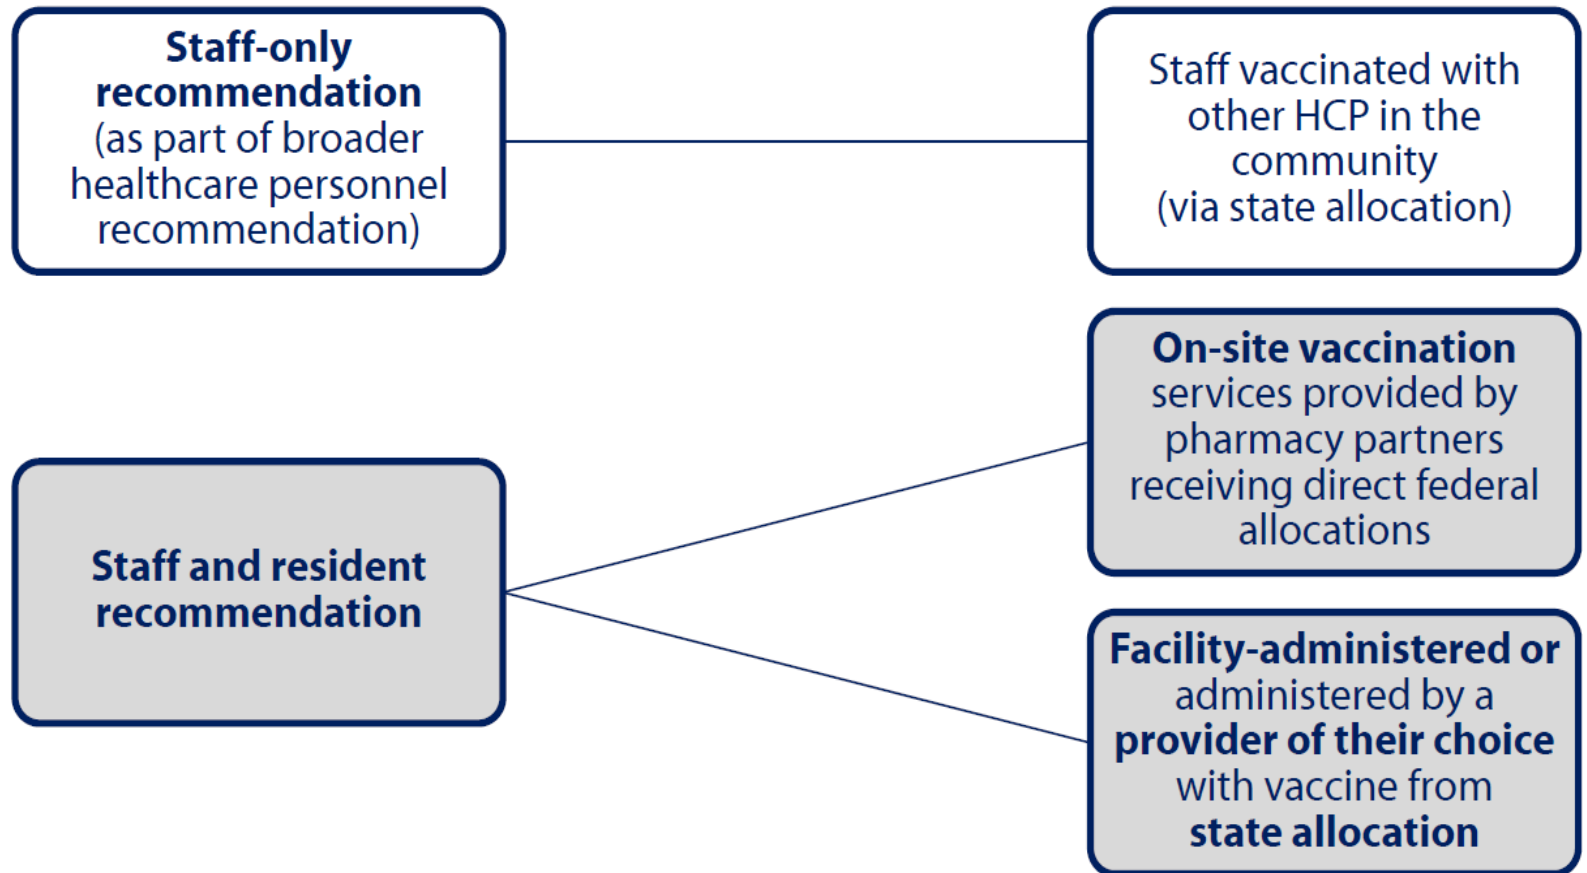 Staff-only
recommendation
(as part of broader
healthcare personnel
recommendation)
Staff vaccinated with
other HCP in the
community
(via state allocation)
On-site vaccination
services provided by
pharmacy partners
receiving direct federal
allocations
Staff and resident
recommendation
Facility-administered or
administered by a
provider of their choice
with vaccine from
state allocation